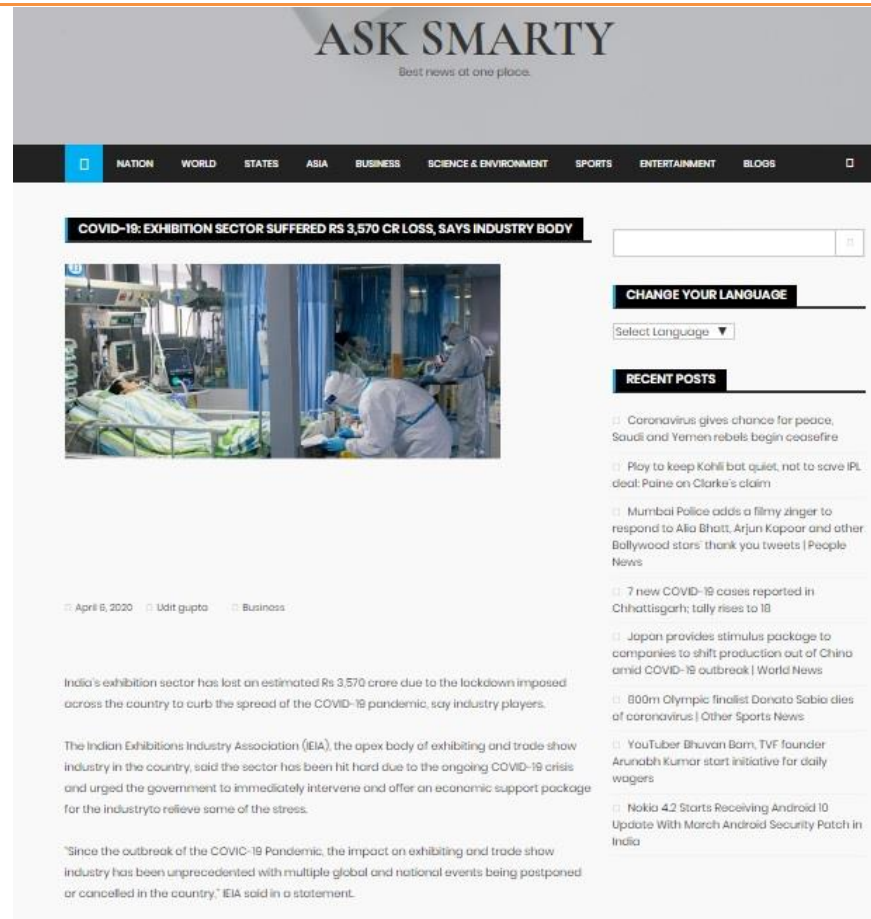 ASK SMARTY
Best news at one place.
NATION WORLD STATES ASIA BUSINESS SCIENCE & ENVIRONMENT SPORTS ENTERTAINMENT BLOGS
COVID-19: EXHIBITION SECTOR SUFFERED RS 3,570 CR LOSS, SAYS INDUSTRY BODY
April 6, 2020 Udit gupta Business
India's exhibition sector has lost an estimated Rs 3,570 crore due to the lockdown imposed
across the country to curb the spread of the COVID-19 pandemic, say industry players.
The Indian Exhibitions Industry Association (IEIA), the apex body of exhibiting and trade show
industry in the country, said the sector has been hit hard due to the ongoing COVID-19 crisis
and urged the government to immediately intervene and offer an economic support package
for the industryto relieve some of the stress.
"Since the outbreak of the COVIC-19 Pandemic, the impact on exhibiting and trade show
industry has been unprecedented with multiple global and national events being postponed
or cancelled in the country," IEIA said in a statement.
CHANGE YOUR LANGUAGE
Select Language ▼
RECENT POSTS
Coronavirus gives chance for peace,
Saudi and Yemen rebels begin ceasefire
Ploy to keep Kohli bat quiet, not to save IPL
deal: Paine on Clarke's claim
Mumbai Police adds a filmy zinger to
respond to Alia Bhatt, Arjun Kapoor and other
Bollywood stars' thank you tweets | People
News
7 new COVID-19 cases reported in
Chhattisgarh; tally rises to 18
Japan provides stimulus package to
companies to shift production out of China
amid COVID-19 outbreak | World News
800m Olympic finalist Donato Sabia dies
of coronavirus | Other Sports News
YouTuber Bhuvan Bam, TVF founder
Arunabh Kumar start initiative for daily
wagers
Nokia 4.2 Starts Receiving Android 10
Update With March Android Security Patch in
India